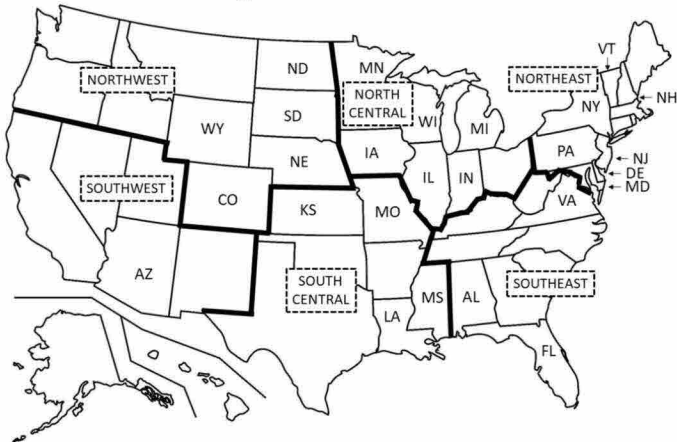 VT
ND
MN
NORTHWEST
NORTHEAST
NORTH
CENTRAL
NH
NY
SD
WY
WI
MI
NE
IA
PA
NJ
DE
MD
IL
IN
SOUTHWEST
CO
KS
MO
VA
AZ
SOUTH
CENTRAL
SOUTHEAST
MS
AL
LA
FL